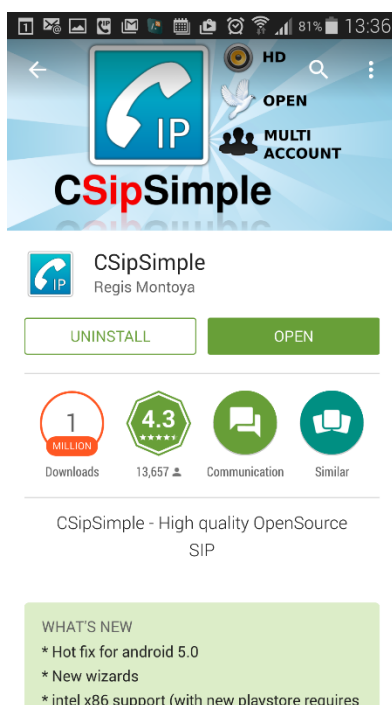 1
81% 13:36
HD
OPEN
IP
MULTI
ACCOUNT
CSipSimple
IP
CSipSimple
Regis Montoya
UNINSTALL
OPEN
1
MILLION
4.3
Downloads
13,657
Communication
Similar
CSipSimple - High quality OpenSource
SIP
WHAT'S NEW
* Hot fix for android 5.0
* New wizards
* intel x86 support (with new playstore requires